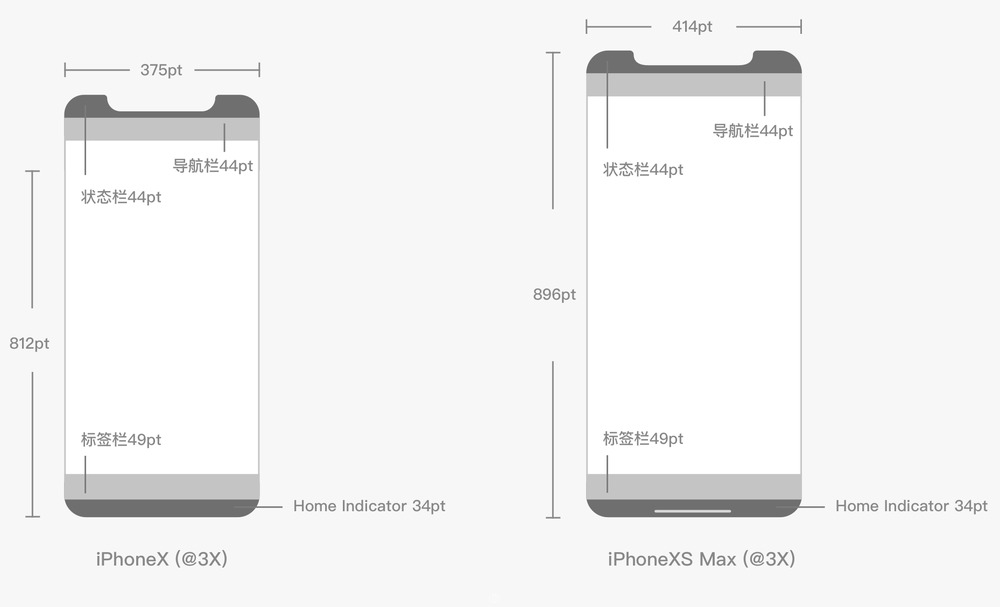 375pt
导航栏44pt
状态栏44pt
812pt
标签栏49pt
Home Indicator 34pt
iPhoneX (@3X)
414pt
导航栏44pt
状态栏44pt
896pt
标签栏49pt
Home Indicator 34pt
iPhoneXS Max (@3X)